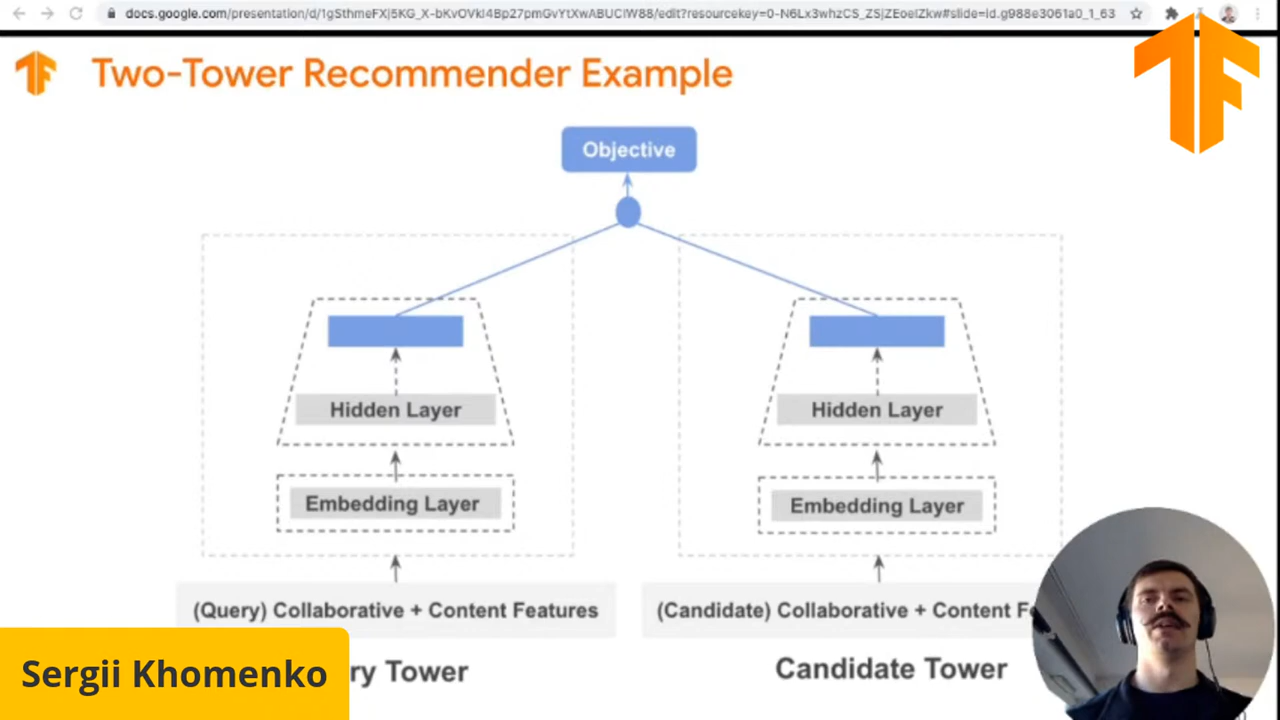 docs.google.com/presentation/d/1gSthmeFXj5KG_X-bKvOVkI4Bp27pmGvYtXwABUCIW88/edit?resourcekey=0-N6Lx3whzCS_ZSjZEoeIZkw#slide=id.g988e3061a0_1_63
Two-Tower Recommender Example
Objective
Hidden Layer
Hidden Layer
Embedding Layer
Embedding Layer
(Query) Collaborative + Content Features
(Candidate) Collaborative + Content Fe
ry Tower
Candidate Tower
Sergii Khomenko